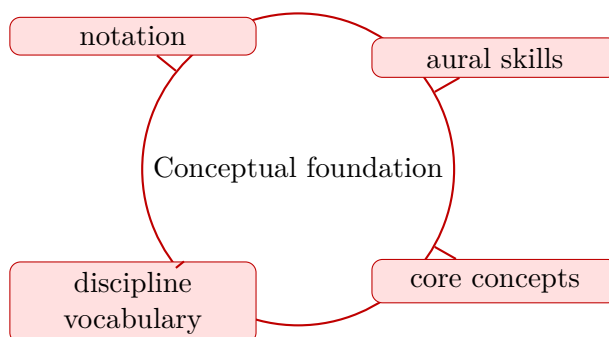 notation
aural skills
Conceptual foundation
discipline
vocabulary
core concepts